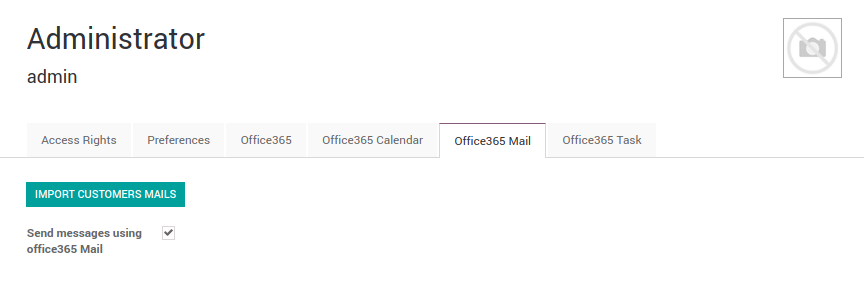 Administrator
admin
Access Rights Preferences Office365 Office365 Calendar Office365 Mail Office365 Task
IMPORT CUSTOMERS MAILS
Send messages using
office365 Mail